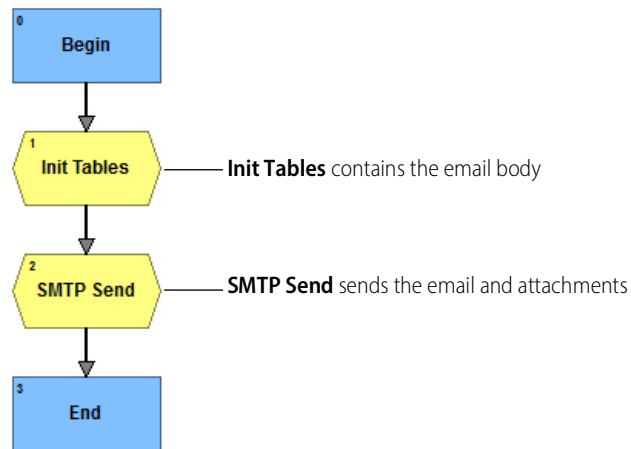 0
Begin
1
Init Tables
Init Tables contains the email body
2
SMTP Send
SMTP Send sends the email and attachments
3
End